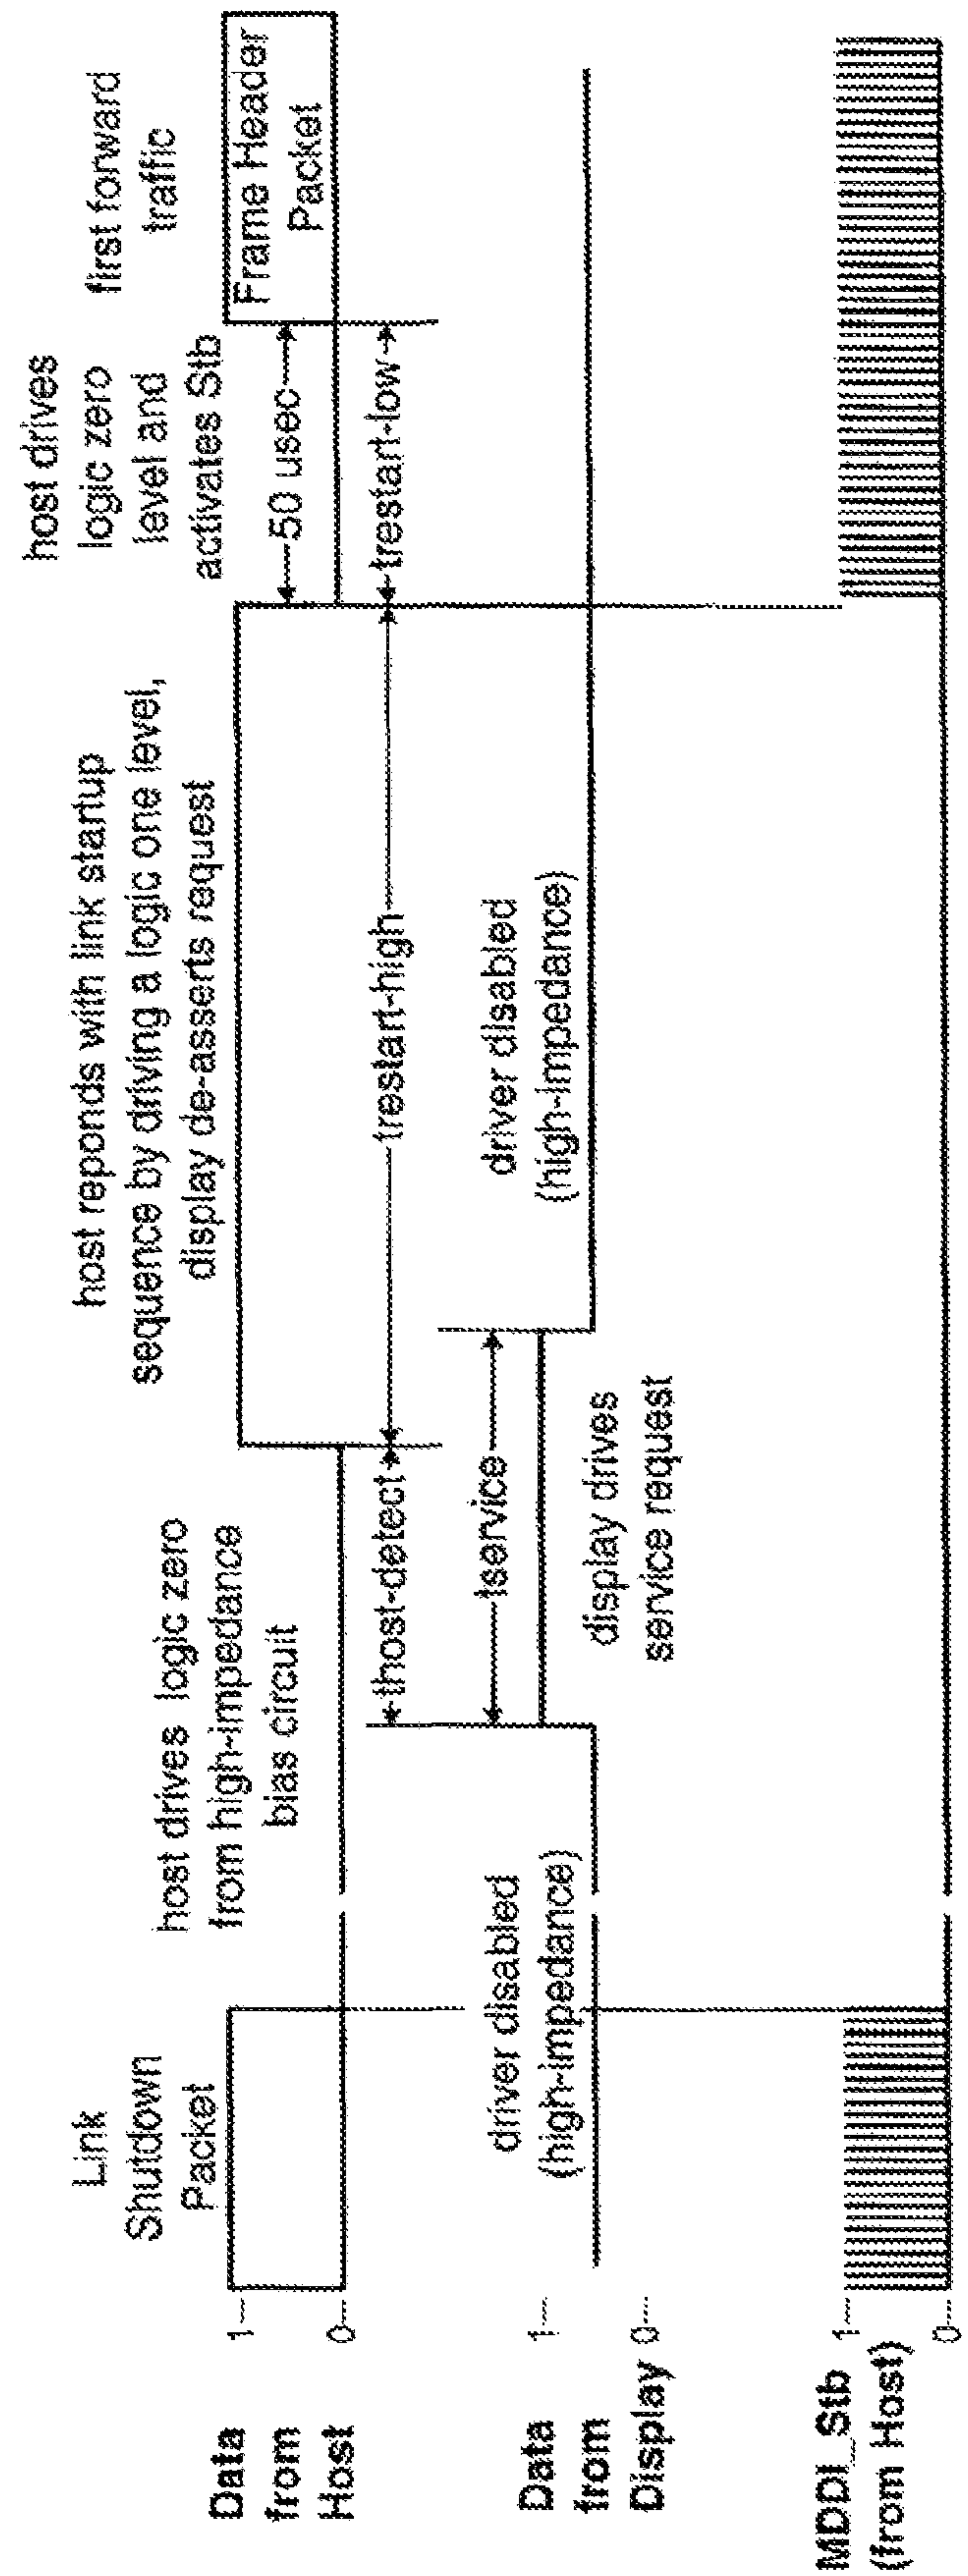 Link
Shutdown
Packet
host drives logic zero
from high-impedance
bias circuit
host reponds with link startup
sequence by driving a logic one level,
display de-asserts request
host drives
logic zero
level and
activates Stb
first forward
traffic
Data
from
Host
1
0
50 usec
Frame Header
Packet
thost-detect
trestart-high
trestart-low
Data
from
Display
1
0
driver disabled
(high-impedance)
tservice
display drives
service request
driver disabled
(high-impedance)
MDDI_Stb
(from Host)
1
0